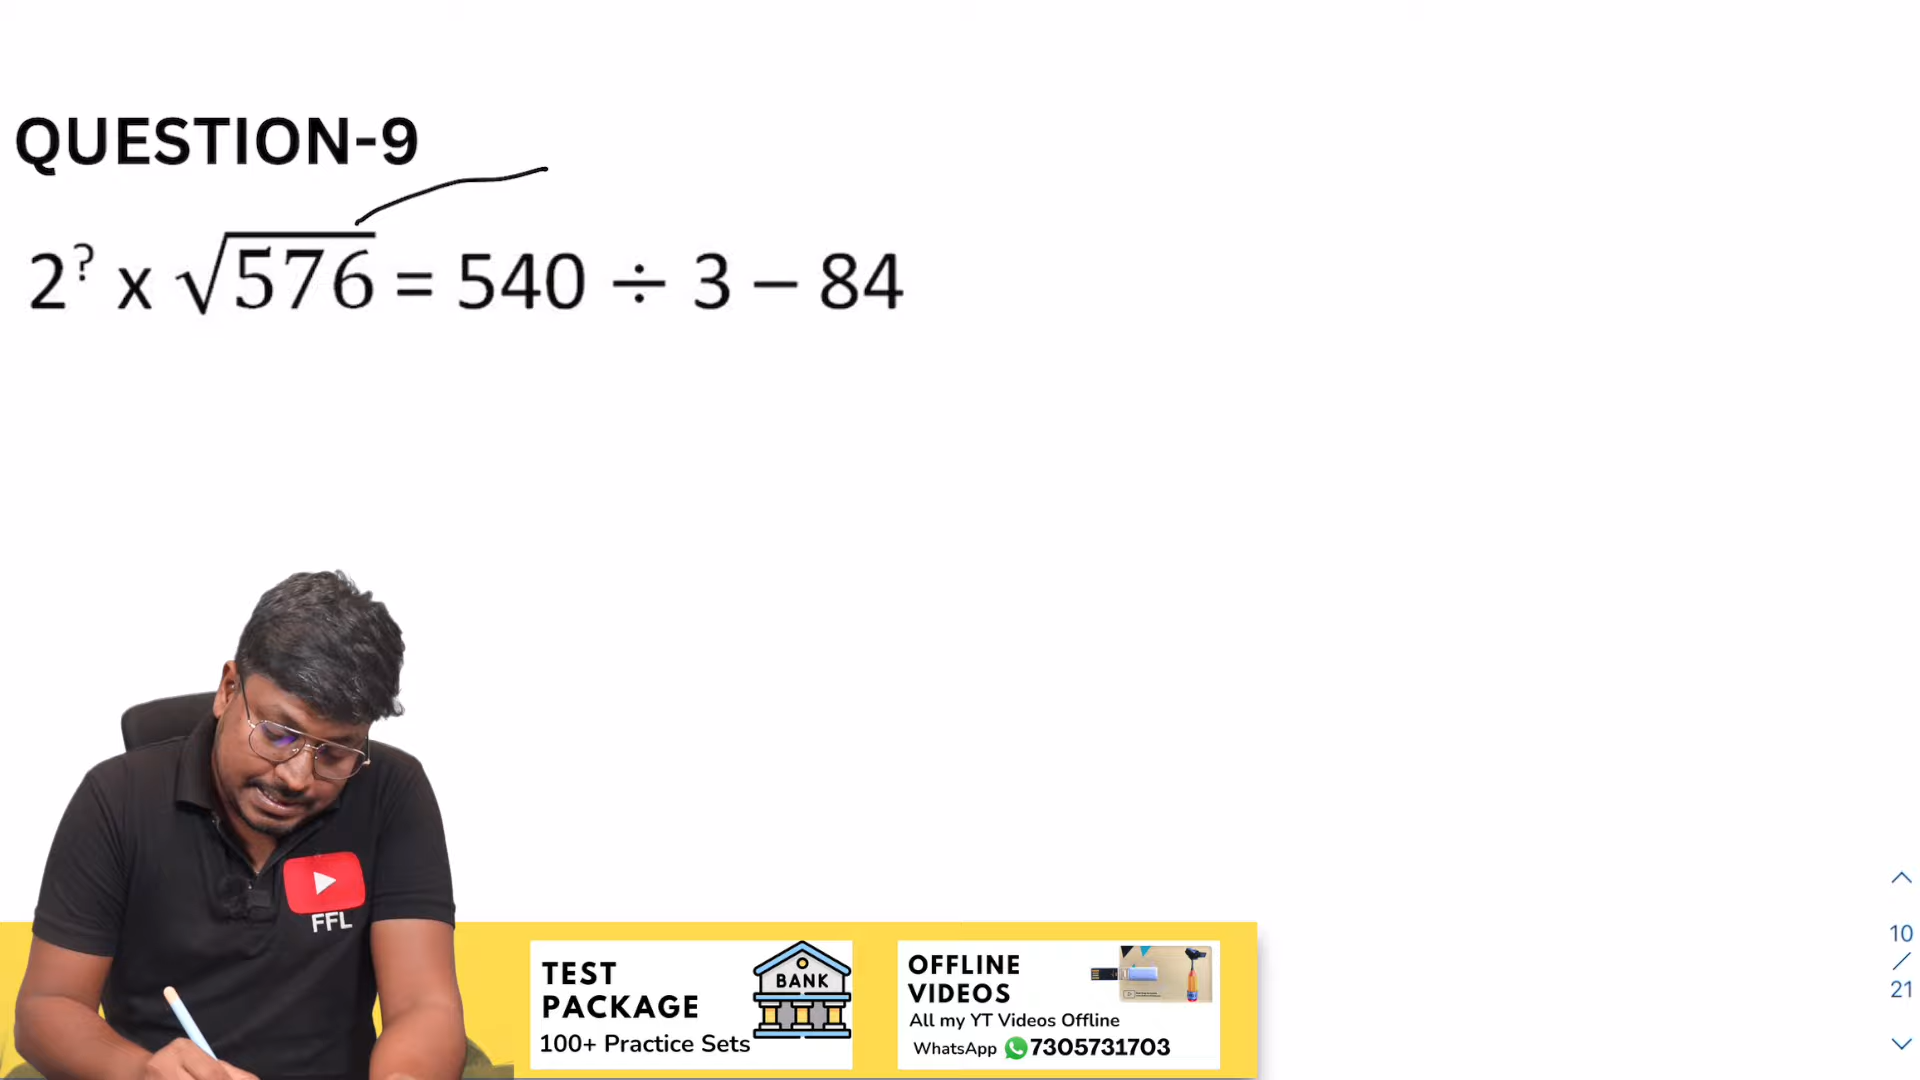 QUESTION-9
2^? x √576 = 540 ÷ 3 – 84
FFL
TEST
PACKAGE
100+ Practice Sets
BANK
OFFLINE
VIDEOS
All my YT Videos Offline
WhatsApp 7305731703
10
/
21